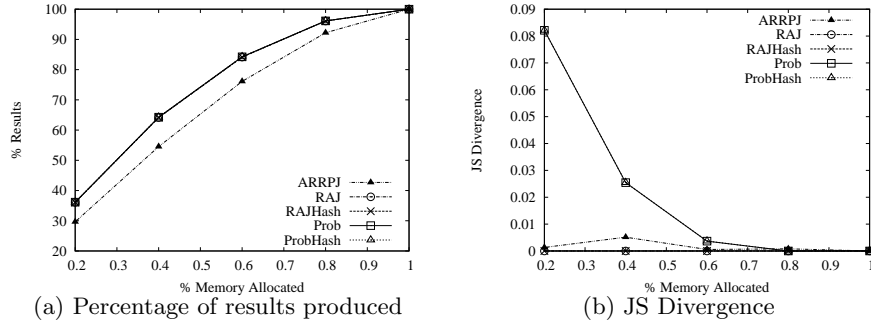 100
90
80
70
60
50
40
30
20
% Results
ARRPJ
RAJ
RAJHash
Prob
ProbHash
0.2 0.3 0.4 0.5 0.6 0.7 0.8 0.9 1
% Memory Allocated
(a) Percentage of results produced
0.09
0.08
0.07
0.06
0.05
0.04
0.03
0.02
0.01
0
JS Divergence
ARRPJ
RAJ
RAJHash
Prob
ProbHash
0.2 0.3 0.4 0.5 0.6 0.7 0.8 0.9 1
% Memory Allocated
(b) JS Divergence